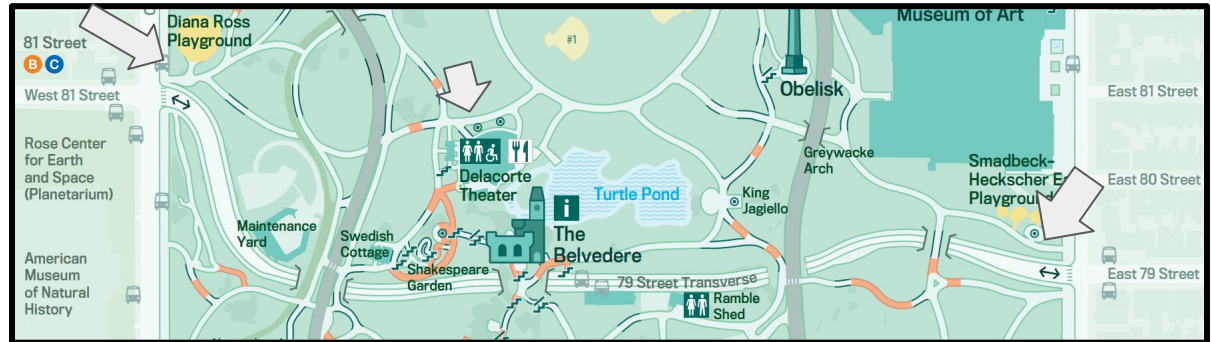 Diana Ross
Playground
81 Street
B C
West 81 Street
Rose Center
for Earth
and Space
(Planetarium)
American
Museum
of Natural
History
Maintenance
Yard
Swedish
Cottage
Shakespeare
Garden
#1
Delacorte
Theater
i
The
Belvedere
Turtle Pond
King
Jagiello
79 Street Transverse
Ramble
Shed
Obelisk
Museum of Art
Greywacke
Arch
Smadbeck-
Heckscher
East 81 Street
East 80 Street
East 79 Street